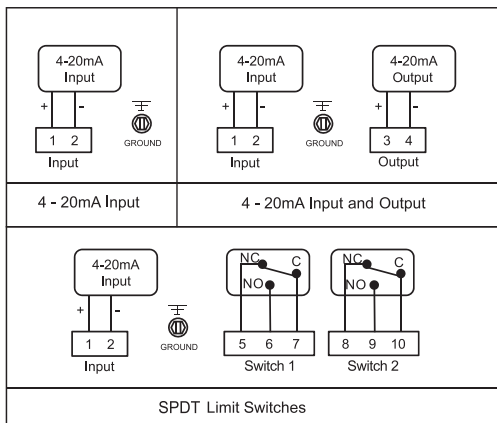 4-20mA
Input
+ -
1 2
Input
GROUND
4 - 20mA Input
4-20mA
Input
+ -
1 2
Input
GROUND
4-20mA
Output
+ -
3 4
Output
4 - 20mA Input and Output
4-20mA
Input
+ -
1 2
Input
GROUND
NC C
NO
5 6 7
Switch 1
NC C
NO
8 9 10
Switch 2
SPDT Limit Switches